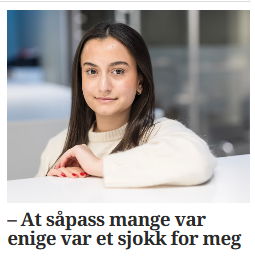 – At såpass mange var
enige var et sjokk for meg